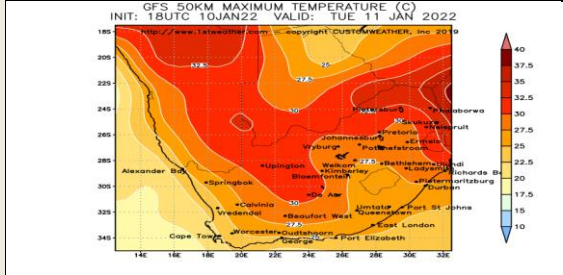 GFS 50KM MAXIMUM TEMPERATURE (C)
INIT: 18UTC 10JAN22 VALID: TUE 11 JAN 2022
http://www.1stweather.com -- copyright CUSTOMWEATHER, Inc 2019
18S
20S
22S
24S
26S
28S
30S
32S
34S
32.5
25
27.5
30
27.5
30
27.5
25
Pietersburg
Phalaborwa
Skukuza
Nelspruit
Pretoria
Johannesburg
Ermelo
Vryburg
Potchefstroom
Welkom
Bethlehem
Ulundi
Ladysmith
Richards Ba
Upington
Kimberley
Bloemfontein
Alexander Bay
Springbok
Pietermaritzburg
Durban
De Aar
Calvinia
Vredendal
Beaufort West
Umtata
Port St Johns
Queenstown
East London
Cape Town
Worcester
Oudtshoorn
George
Port Elizabeth
14E 16E 18E 20E 22E 24E 26E 28E 30E 32E
40
37.5
35
32.5
30
27.5
25
22.5
20
17.5
15
10